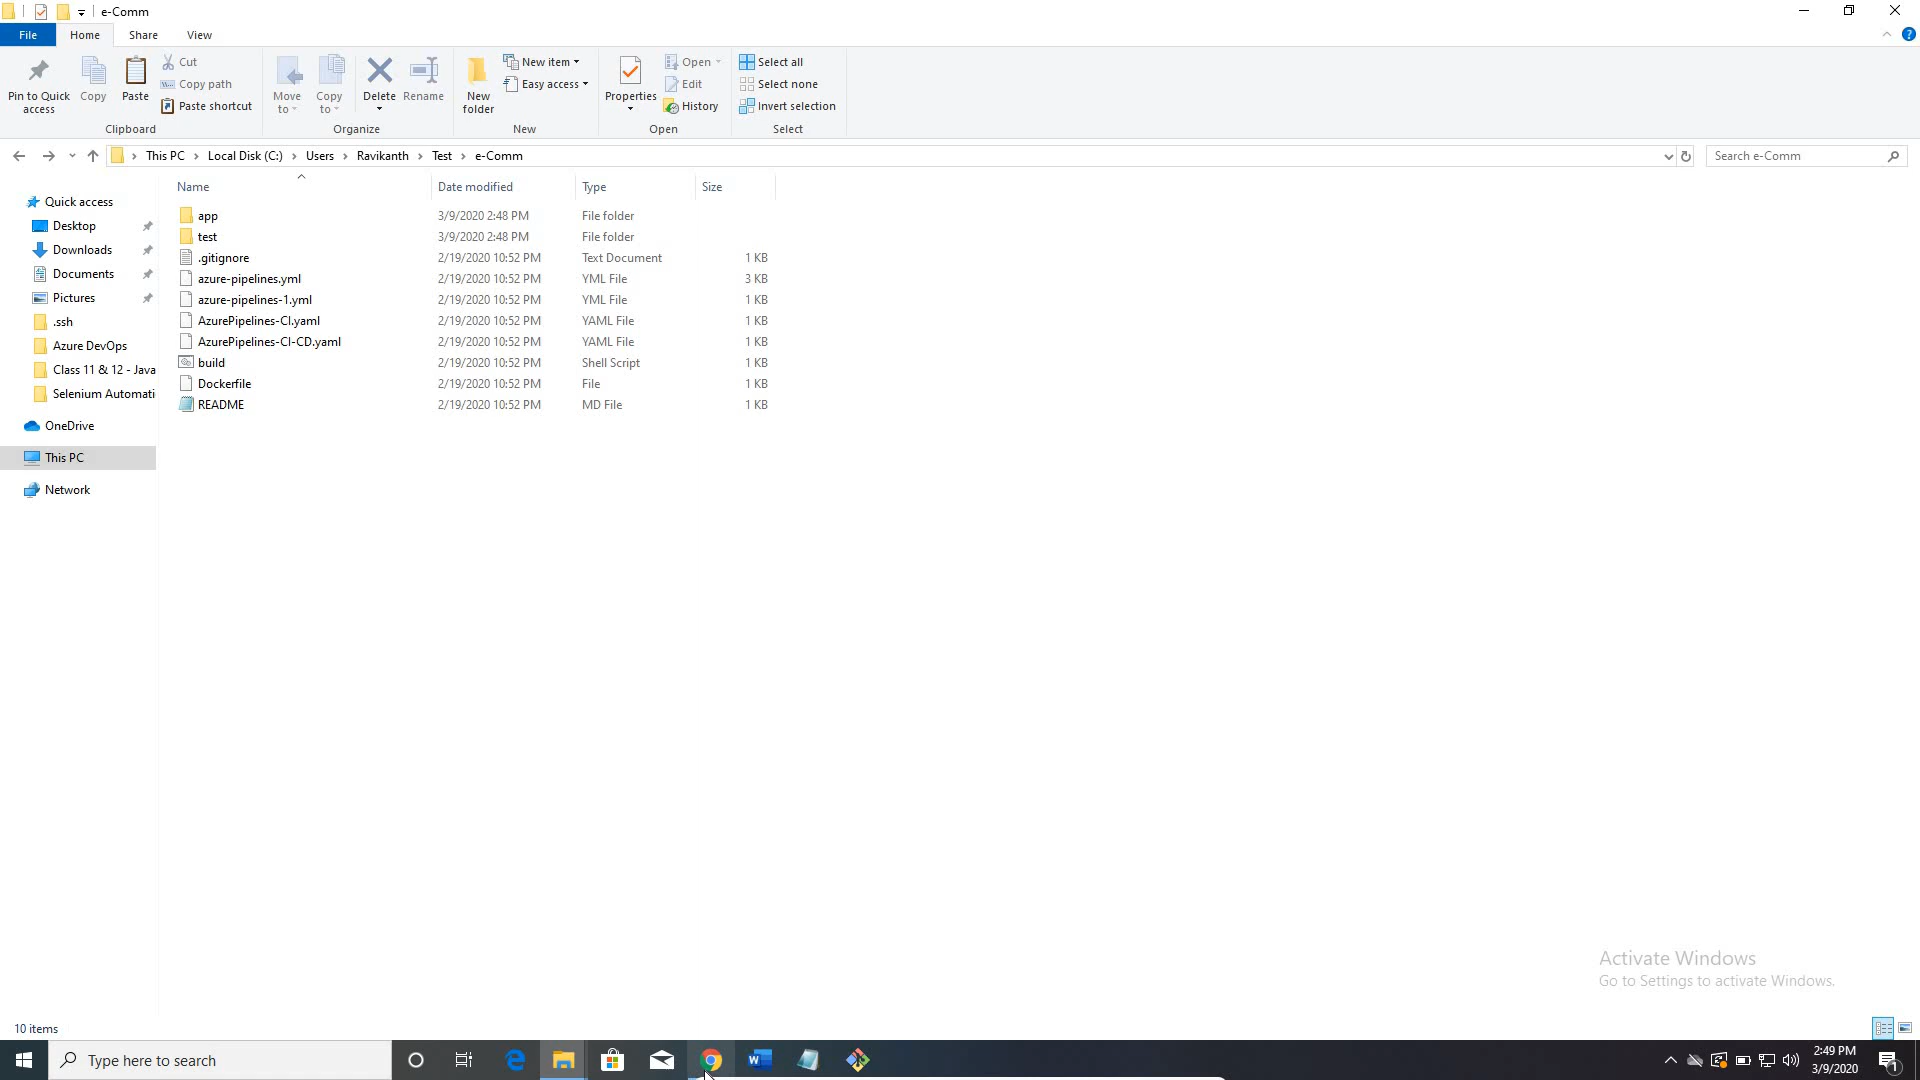 e-Comm
File Home Share View
Pin to Quick access
Copy
Paste
Cut
Copy path
Paste shortcut
Clipboard
Move to
Copy to
Delete
Rename
Organize
New folder
New item
Easy access
New
Properties
Open
Edit
History
Open
Select all
Select none
Invert selection
Select
This PC > Local Disk (C:) > Users > Ravikanth > Test > e-Comm
Search e-Comm
Name Date modified Type Size
Quick access
Desktop
Downloads
Documents
Pictures
.ssh
Azure DevOps
Class 11 & 12 - Java
Selenium Automati
OneDrive
This PC
Network
app 3/9/2020 2:48 PM File folder
test 3/9/2020 2:48 PM File folder
.gitignore 2/19/2020 10:52 PM Text Document 1 KB
azure-pipelines.yml 2/19/2020 10:52 PM YML File 3 KB
azure-pipelines-1.yml 2/19/2020 10:52 PM YML File 1 KB
AzurePipelines-CI.yaml 2/19/2020 10:52 PM YAML File 1 KB
AzurePipelines-CI-CD.yaml 2/19/2020 10:52 PM YAML File 1 KB
build 2/19/2020 10:52 PM Shell Script 1 KB
Dockerfile 2/19/2020 10:52 PM File 1 KB
README 2/19/2020 10:52 PM MD File 1 KB
Activate Windows
Go to Settings to activate Windows.
10 items
Type here to search
2:49 PM
3/9/2020
1